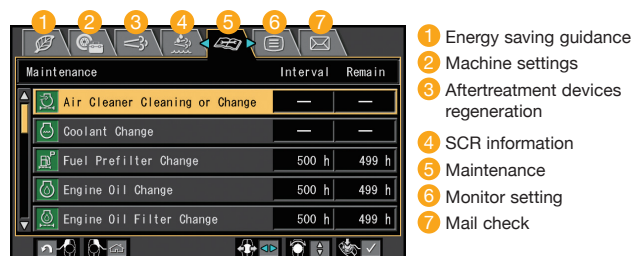 1 2 3 4 5 6 7
Maintenance Interval Remain
Air Cleaner Cleaning or Change — —
Coolant Change — —
P Fuel Prefilter Change 500 h 499 h
Engine Oil Change 500 h 499 h
Engine Oil Filter Change 500 h 499 h
1 Energy saving guidance
2 Machine settings
3 Aftertreatment devices
regeneration
4 SCR information
5 Maintenance
6 Monitor setting
7 Mail check